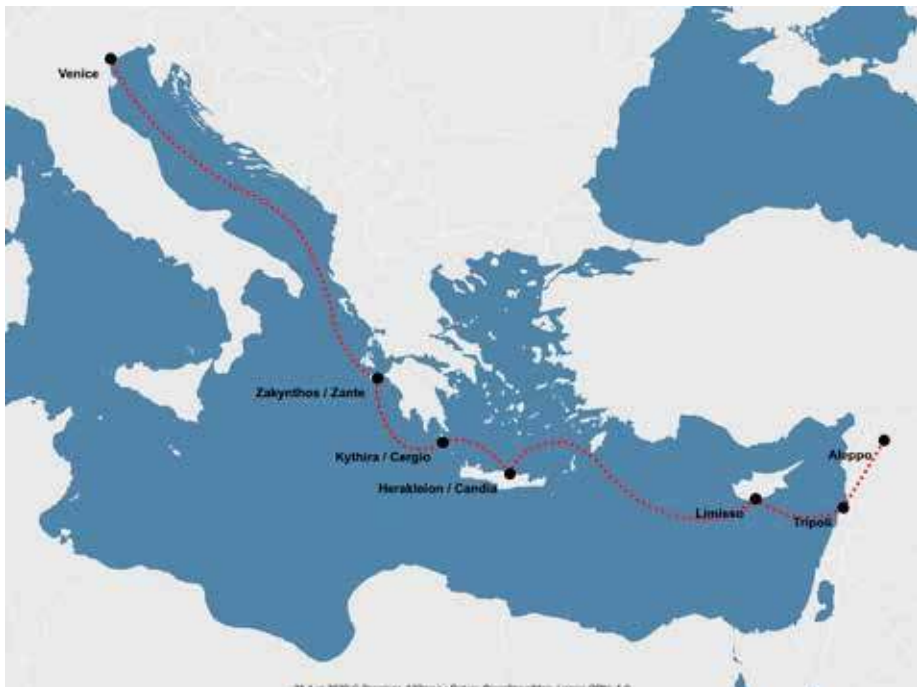 Venice
Zakynthos / Zante
Kythira / Cergio
Aleppo
Herakleion / Candia
Limisso
Tripoli